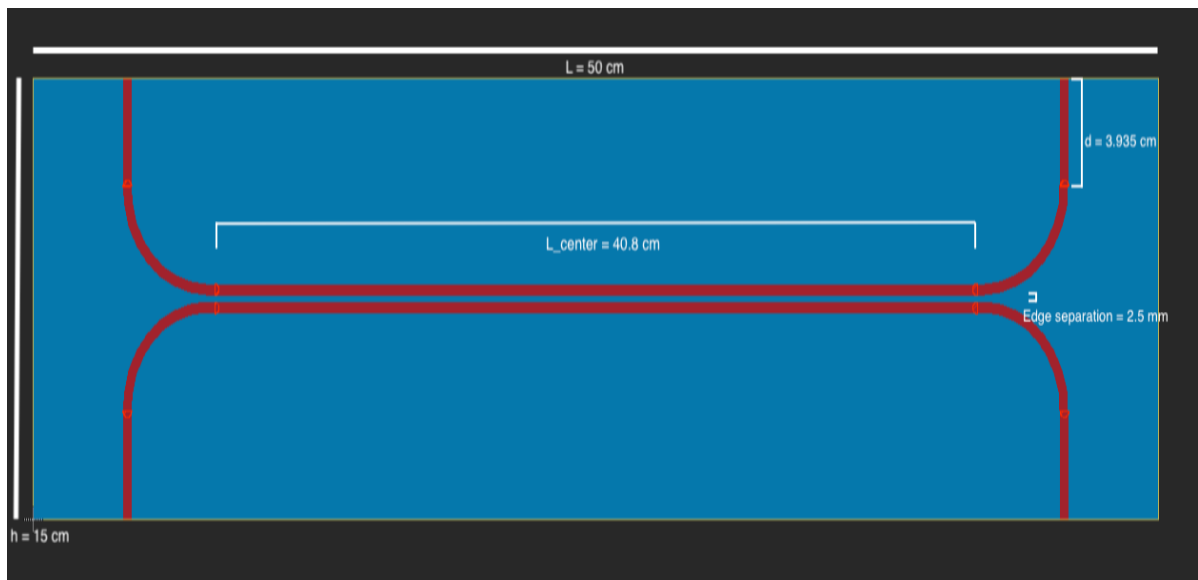 L = 50 cm
d = 3.935 cm
L_center = 40.8 cm
Edge separation = 2.5 mm
h = 15 cm